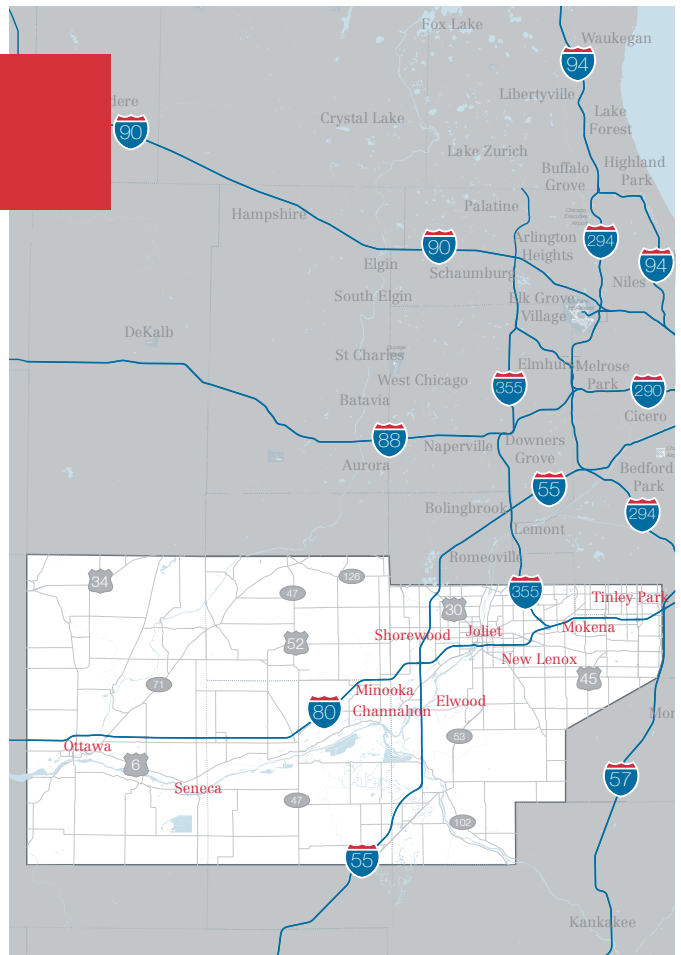 Fox Lake
Waukegan
94
Libertyville
dere
90
Crystal Lake
Lake
Forest
Lake Zurich
Highland
Park
Buffalo
Grove
Palatine
Hampshire
90
Arlington
Heights
294
94
Elgin
Schaumburg
Niles
South Elgin
Elk Grove
Village
DeKalb
St Charles
Elmhurst
Melrose
Park
West Chicago
355
290
Batavia
Cicero
88
Naperville
Downers
Grove
Aurora
Bedford
Park
55
Bolingbrook
294
Lemont
Romeoville
34
126
47
355
30
Tinley Park
52
Shorewood
Joliet
Mokena
New Lenox
45
71
Minooka
80
Channahon
Elwood
Mon
Ottawa
53
6
57
Seneca
47
102
55
Kankakee